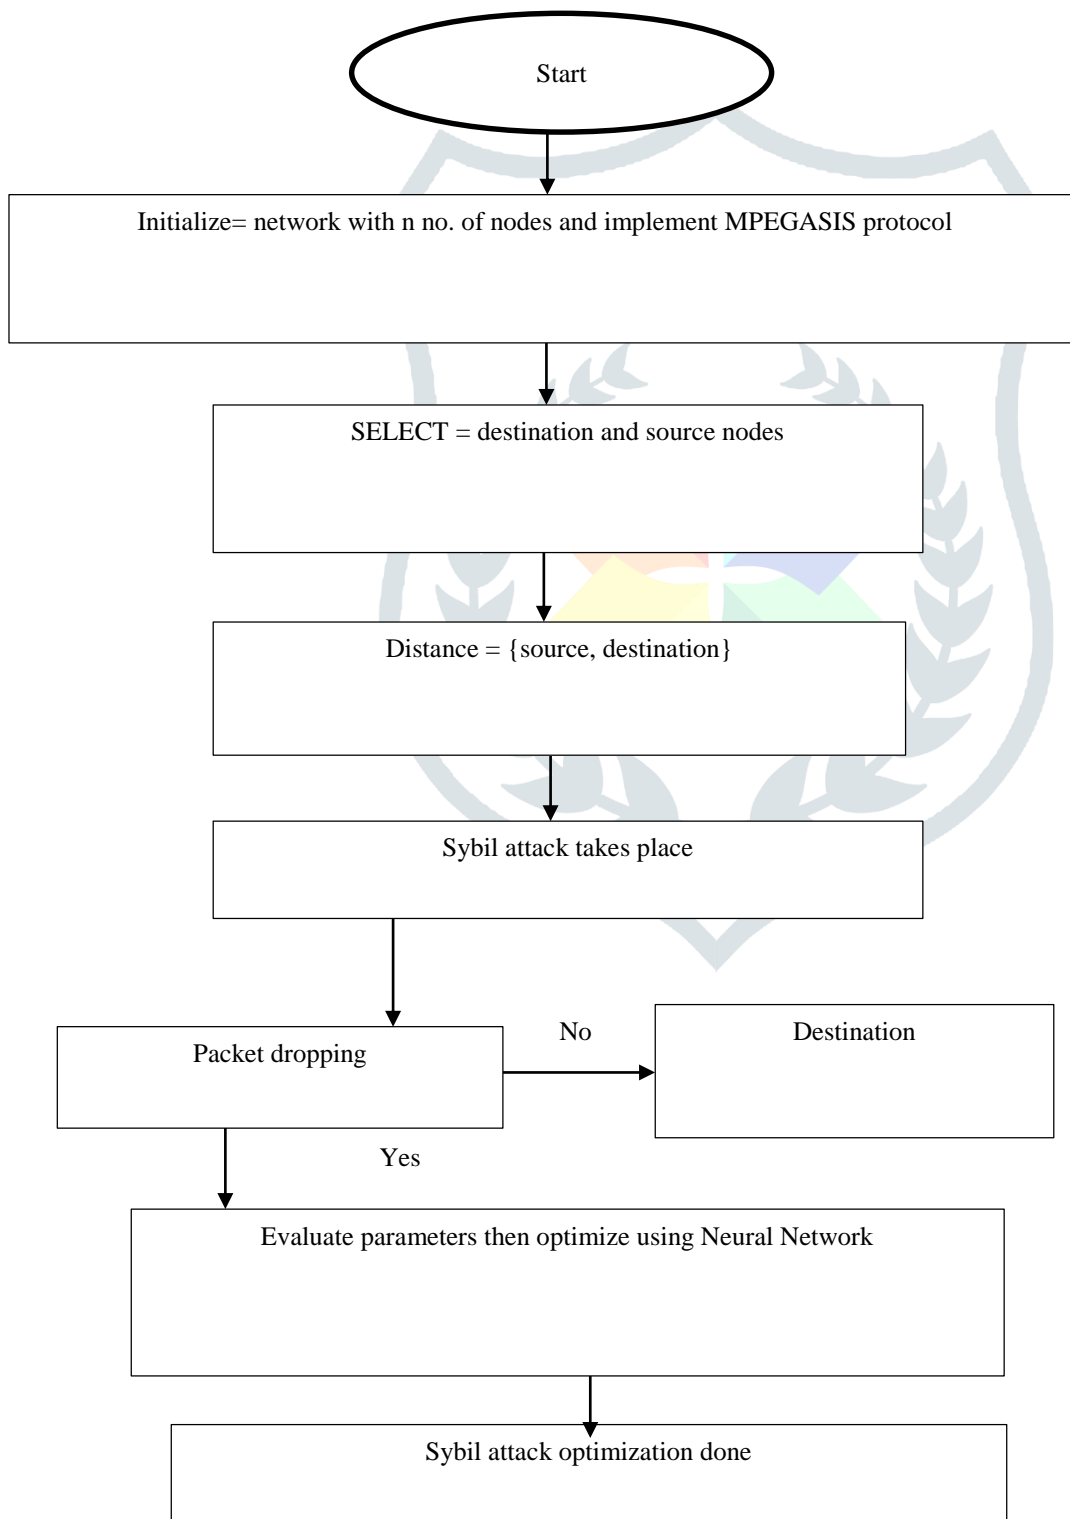 Start
Initialize= network with n no. of nodes and implement MPEGASIS protocol
SELECT = destination and source nodes
Distance = {source, destination}
Sybil attack takes place
Packet dropping
No
Destination
Yes
Evaluate parameters then optimize using Neural Network
Sybil attack optimization done